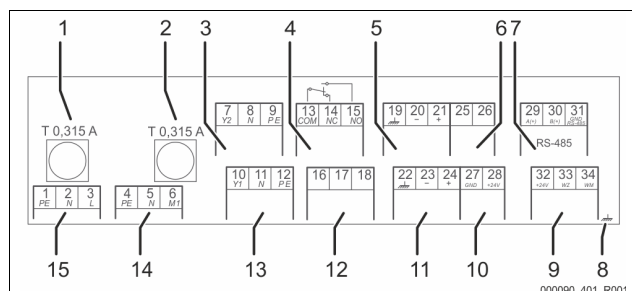 1 2 3 4 5 6 7
T 0,315 A T 0,315 A
7 8 9 13 14 15 19 20 21 25 26 29 30 31
Y2 N PE COM NC NO - + A(+) B(-) GND RS-485
RS-485
1 2 3 4 5 6 10 11 12 16 17 18 22 23 24 27 28 32 33 34
PE N L PE N M1 Y1 N PE - + GND +24V +24V WZ WM
15 14 13 12 11 10 9 8
000090_401_R001